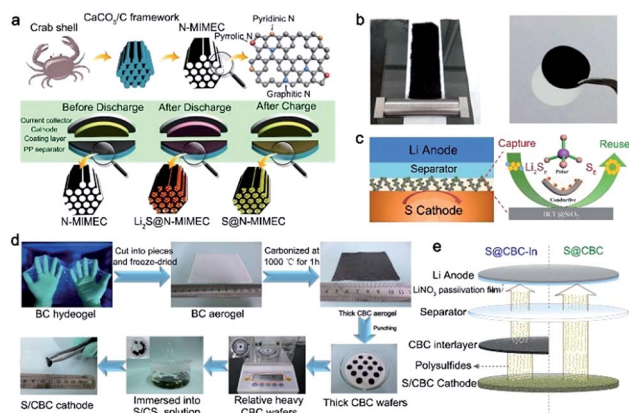 a
CaCO3/C framework
Crab shell
N-MIMEC
Pyridinic N
Pyrrolic N
Graphitic N
Before Discharge
After Discharge
After Charge
Current collector
Cathode
Coating layer
PP separator
N-MIMEC
Li2S@N-MIMEC
S@N-MIMEC
b
c
Li Anode
Separator
S Cathode
Capture
Reuse
Polar
Conductive
d
Cut into pieces
and freeze-dried
Carbonized at
1000 ℃ for 1h
BC hydeogel
BC aerogel
Thick CBC aerogel
Punching
S/CBC cathode
Immersed into
S/CS2 solution
Relative heavy
CBC wafers
Thick CBC wafers
e
S@CBC-In
S@CBC
Li Anode
LiNO3 passivation film
Separator
CBC interlayer
Polysulfides
S/CBC Cathode